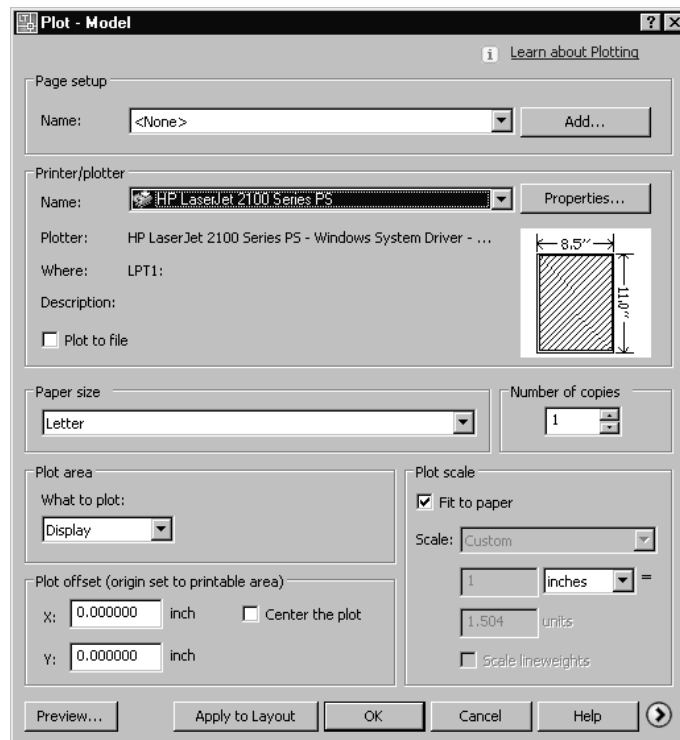 Plot - Model
Learn about Plotting
Page setup
Name: <None> Add...
Printer/plotter
Name: HP LaserJet 2100 Series PS Properties...
Plotter: HP LaserJet 2100 Series PS - Windows System Driver - ...
Where: LPT1:
Description:
Plot to file
8.5''
11.0''
Paper size
Letter
Number of copies
1
Plot area
What to plot:
Display
Plot scale
Fit to paper
Scale: Custom
1 inches =
1.504 units
Scale lineweights
Plot offset (origin set to printable area)
X: 0.000000 inch Center the plot
Y: 0.000000 inch
Preview... Apply to Layout OK Cancel Help